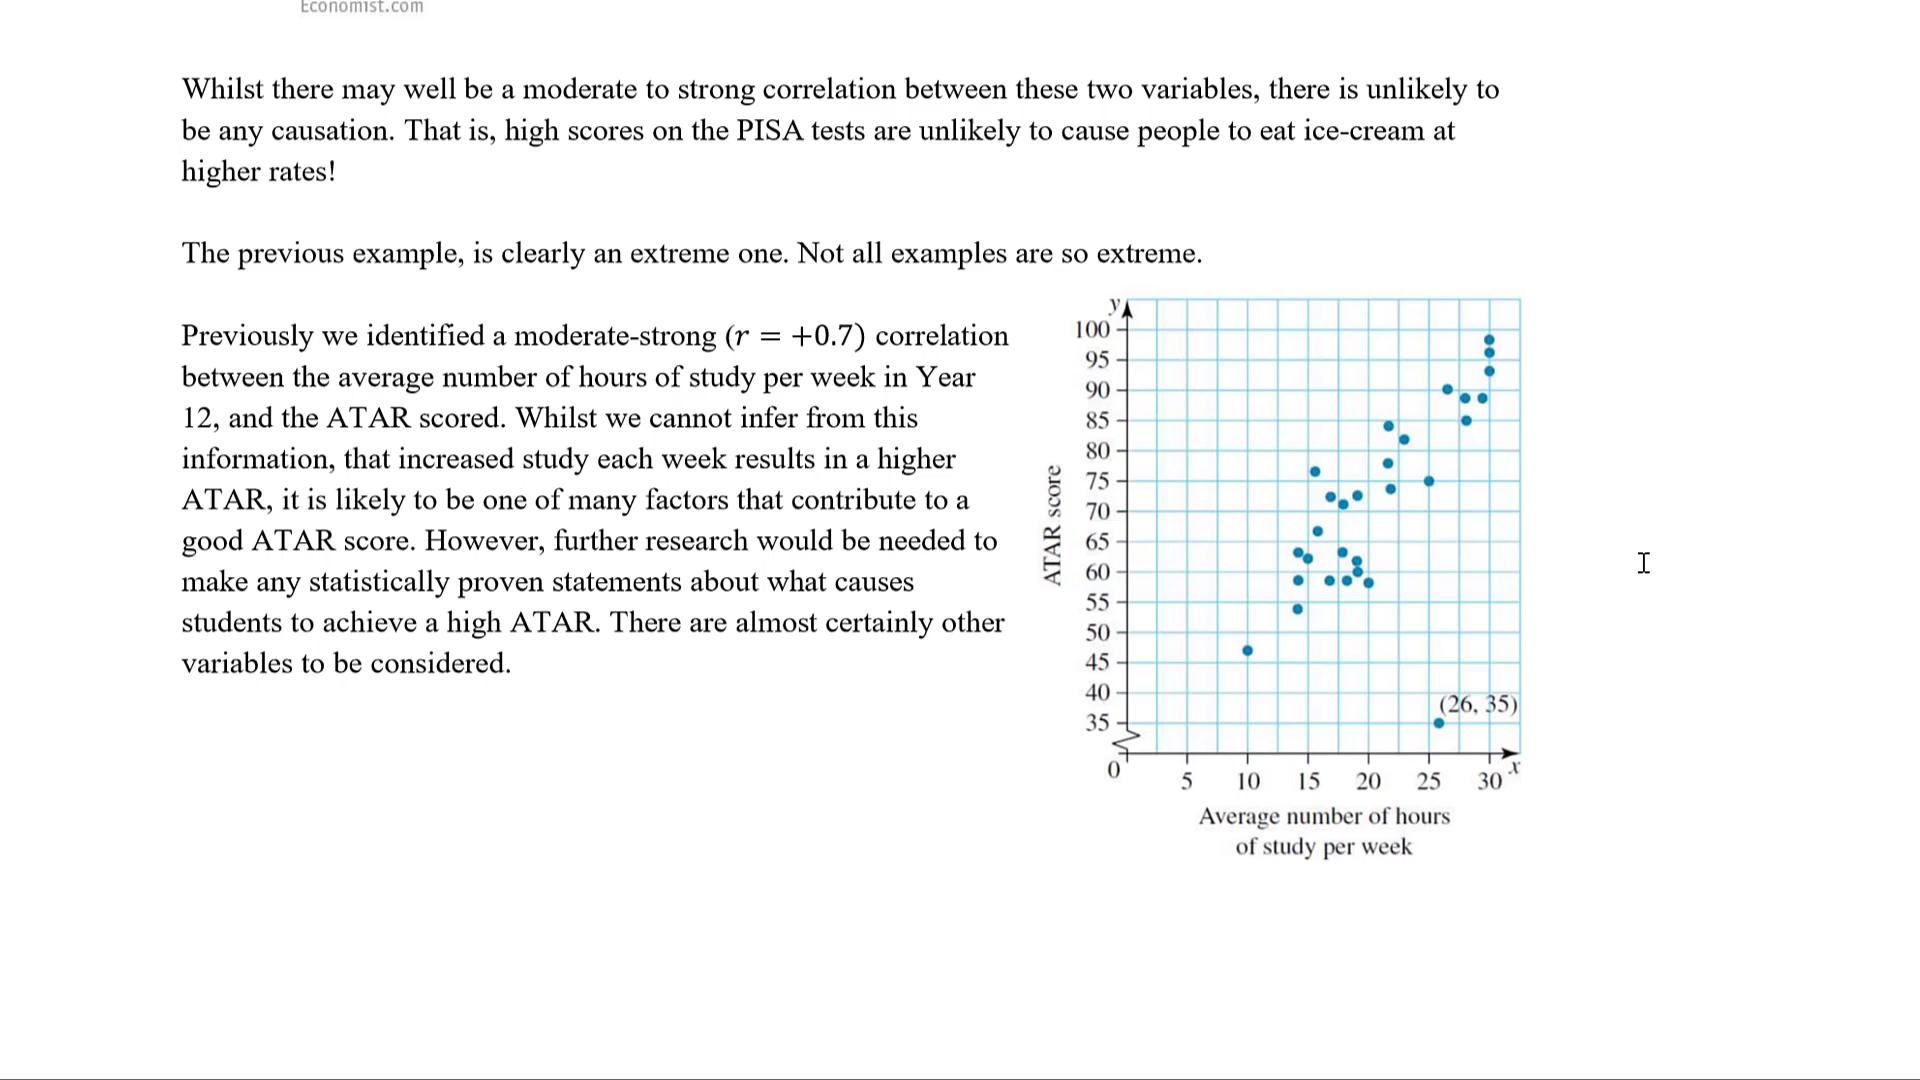 Economist.com
Whilst there may well be a moderate to strong correlation between these two variables, there is unlikely to
be any causation. That is, high scores on the PISA tests are unlikely to cause people to eat ice-cream at
higher rates!
The previous example, is clearly an extreme one. Not all examples are so extreme.
Previously we identified a moderate-strong (r = +0.7) correlation
between the average number of hours of study per week in Year
12, and the ATAR scored. Whilst we cannot infer from this
information, that increased study each week results in a higher
ATAR, it is likely to be one of many factors that contribute to a
good ATAR score. However, further research would be needed to
make any statistically proven statements about what causes
students to achieve a high ATAR. There are almost certainly other
variables to be considered.
y
100
95
90
85
80
75
70
65
60
55
50
45
40
35
ATAR score
(26, 35)
0 5 10 15 20 25 30 x
Average number of hours
of study per week